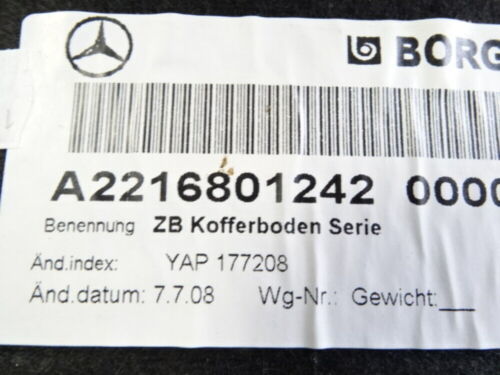 BORG
A2216801242 0000
Benennung ZB Kofferboden Serie
Änd.index: YAP 177208
Änd.datum: 7.7.08 Wg-Nr.: Gewicht:___